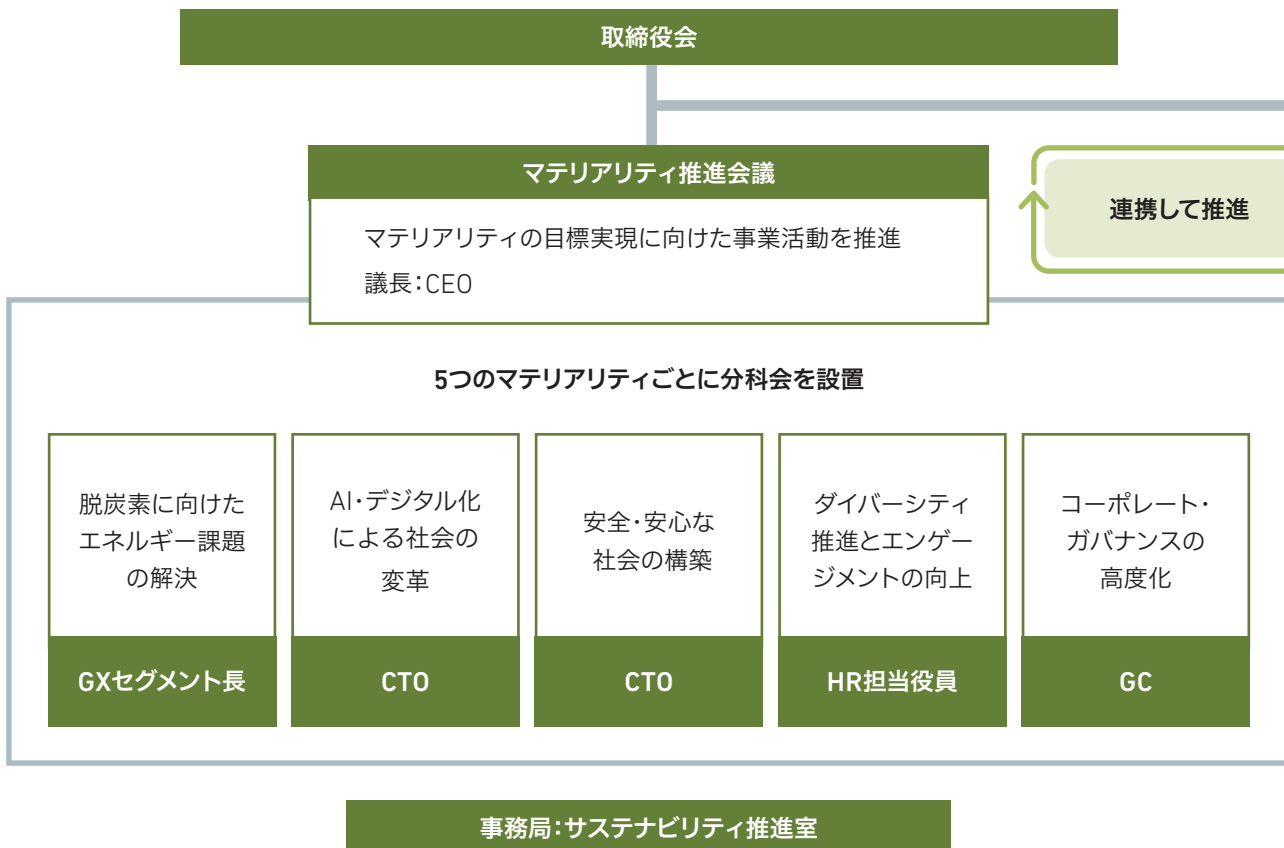 取締役会
マテリアリティ推進会議
マテリアリティの目標実現に向けた事業活動を推進
議長：CEO
連携して推進
5つのマテリアリティごとに分科会を設置
脱炭素に向けた
エネルギー課題
の解決
GXセグメント長
AI・デジタル化
による社会の
変革
CTO
安全・安心な
社会の構築
CTO
ダイバーシティ
推進とエンゲー
ジメントの向上
HR担当役員
コーポレート・
ガバナンスの
高度化
GC
事務局：サステナビリティ推進室